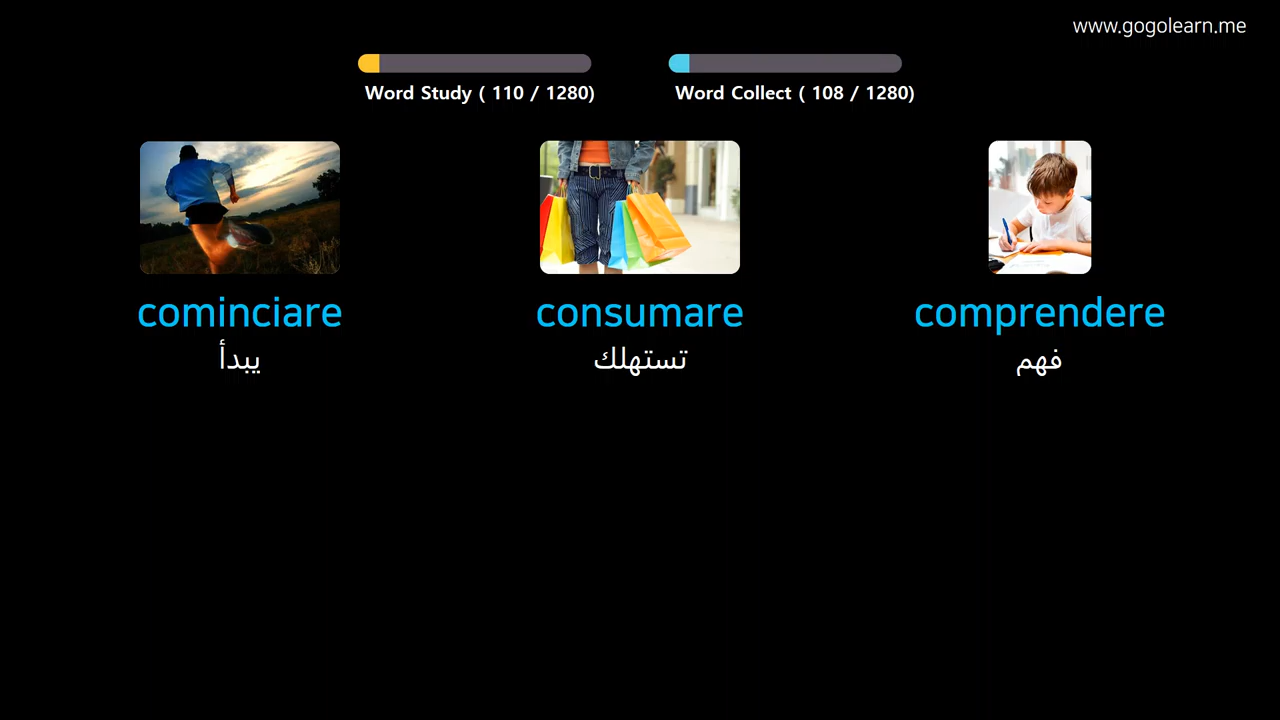 www.gogolearn.me
Word Study ( 110 / 1280)
Word Collect ( 108 / 1280)
cominciare
يبدأ
consumare
تستهلك
comprendere
فهم